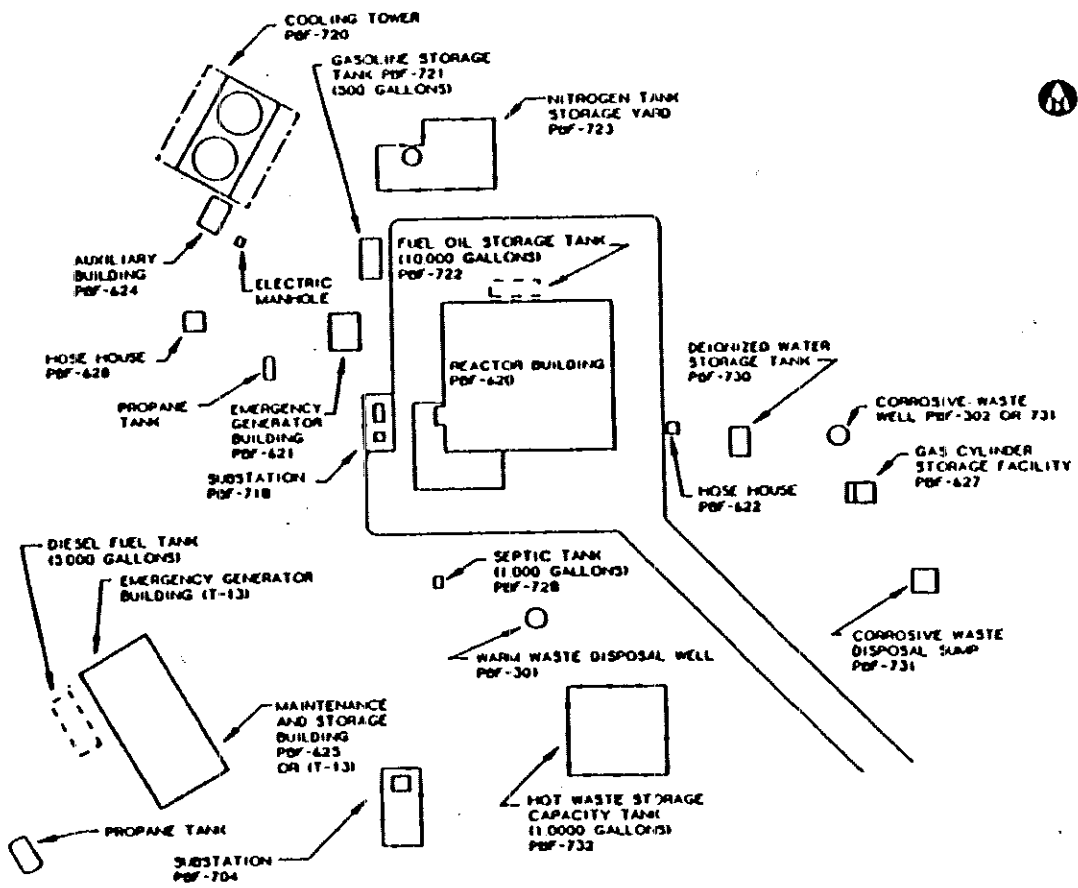 COOLING TOWER
PBF-720
GASOLINE STORAGE
TANK PBF-721
(500 GALLONS)
NITROGEN TANK
STORAGE YARD
PBF-723
N
AUXILIARY
BUILDING
PBF-624
ELECTRIC
MANHOLE
FUEL OIL STORAGE TANK
(10,000 GALLONS)
PBF-722
HOSE HOUSE
PBF-628
REACTOR BUILDING
PBF-620
DEIONIZED WATER
STORAGE TANK
PBF-730
PROPANE
TANK
EMERGENCY
GENERATOR
BUILDING
PBF-621
CORROSIVE-WASTE
WELL PBF-302 OR 731
SUBSTATION
PBF-718
HOSE HOUSE
PBF-622
GAS CYLINDER
STORAGE FACILITY
PBF-627
DIESEL FUEL TANK
(3000 GALLONS)
EMERGENCY GENERATOR
BUILDING (T-13)
SEPTIC TANK
(1,000 GALLONS)
PBF-728
WARM WASTE DISPOSAL WELL
PBF-301
CORROSIVE WASTE
DISPOSAL SUMP
PBF-731
MAINTENANCE
AND STORAGE
BUILDING
PBF-625
OR (T-13)
HOT WASTE STORAGE
CAPACITY TANK
(1,0000 GALLONS)
PBF-732
PROPANE TANK
SUBSTATION
PBF-704